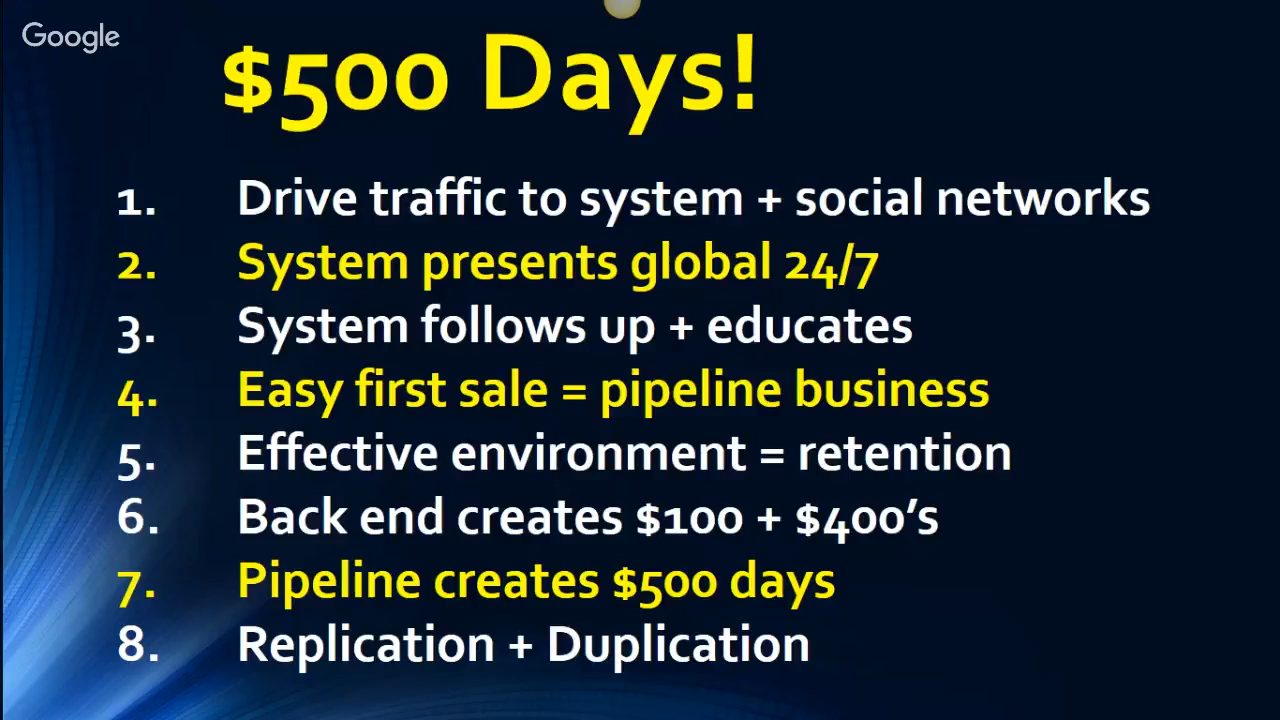 Google
$500 Days!
1. Drive traffic to system + social networks
2. System presents global 24/7
3. System follows up + educates
4. Easy first sale = pipeline business
5. Effective environment = retention
6. Back end creates $100 + $400’s
7. Pipeline creates $500 days
8. Replication + Duplication